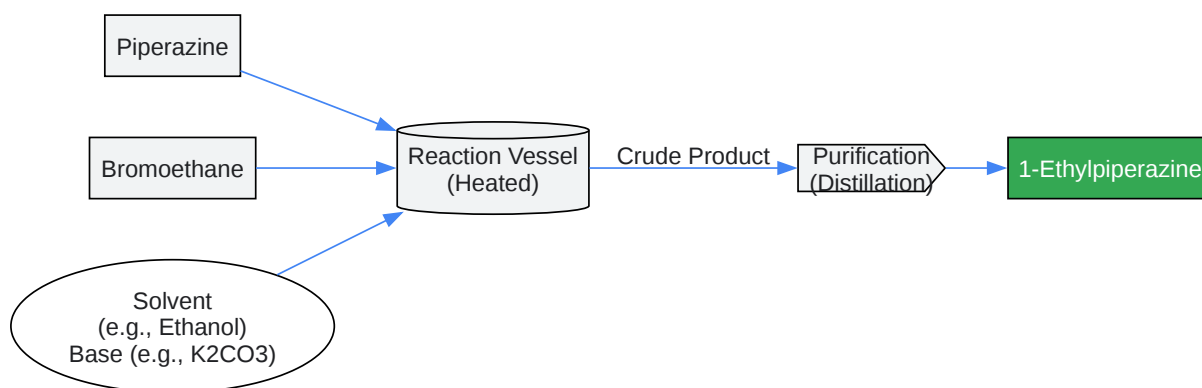 Piperazine
Bromoethane
Solvent
(e.g., Ethanol)
Base (e.g., K2CO3)
Reaction Vessel
(Heated)
Crude Product
Purification
(Distillation)
1-Ethylpiperazine